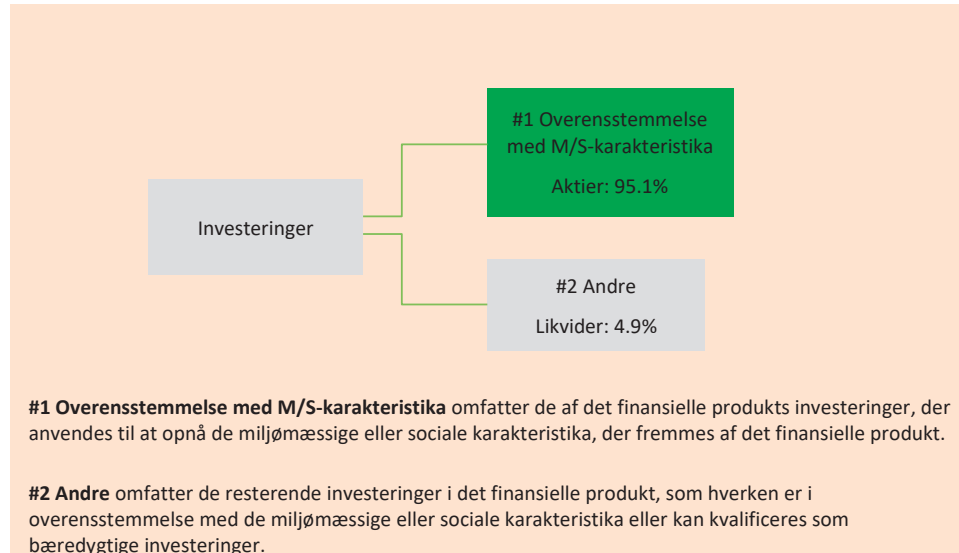 #1 Overensstemmelse
med M/S-karakteristika
Aktier: 95.1%
Investeringer
#2 Andre
Likvider: 4.9%
#1 Overensstemmelse med M/S-karakteristika omfatter de af det finansielle produkts investeringer, der
anvendes til at opnå de miljømæssige eller sociale karakteristika, der fremmes af det finansielle produkt.
#2 Andre omfatter de resterende investeringer i det finansielle produkt, som hverken er i
overensstemmelse med de miljømæssige eller sociale karakteristika eller kan kvalificeres som
bæredygtige investeringer.